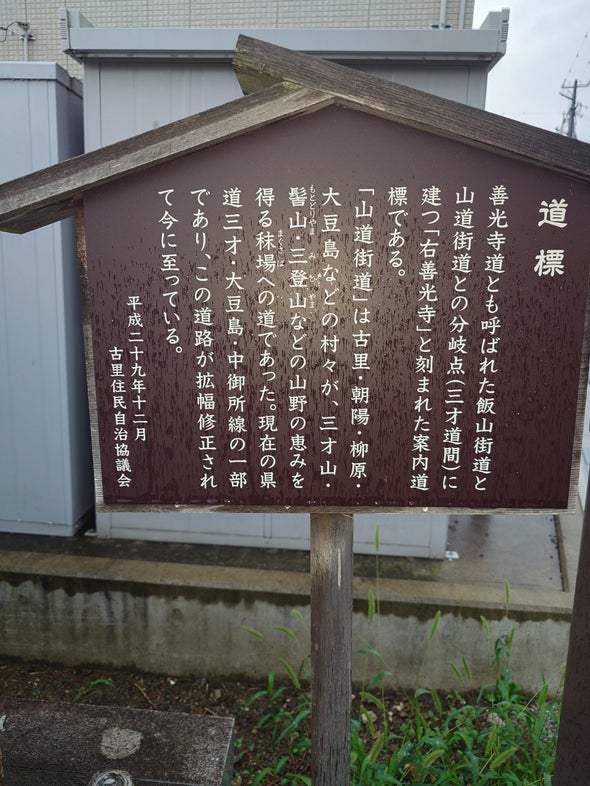 道標
善光寺道とも呼ばれた飯山街道と
山道街道との分岐点(三才道間)に
建つ「右善光寺」と刻まれた案内道
標である。
「山道街道」は古里・朝陽・柳原・
大豆島などの村々が、三才山・
髻山・三登山などの山野の恵みを
得る秣場への道であった。現在の県
道三才・大豆島・中御所線の一部
であり、この道路が拡幅修正され
て今に至っている。
平成二十九年十二月
古里住民自治協議会